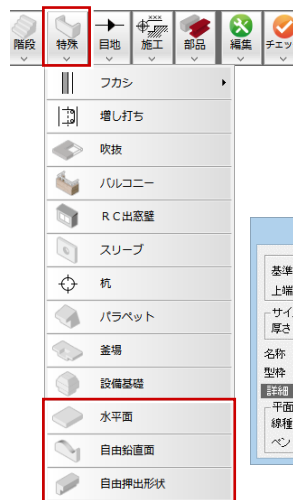 階段 特殊 目地 施工 部品 編集 チェッ
フカシ
増し打ち
吹抜
バルコニー
ＲＣ出窓壁
スリーブ
杭
パラペット
釜場
設備基礎
水平面
自由鉛直面
自由押出形状
基準
上端
サイ
厚さ
名称
型枠
詳細
平面
線種
ペン